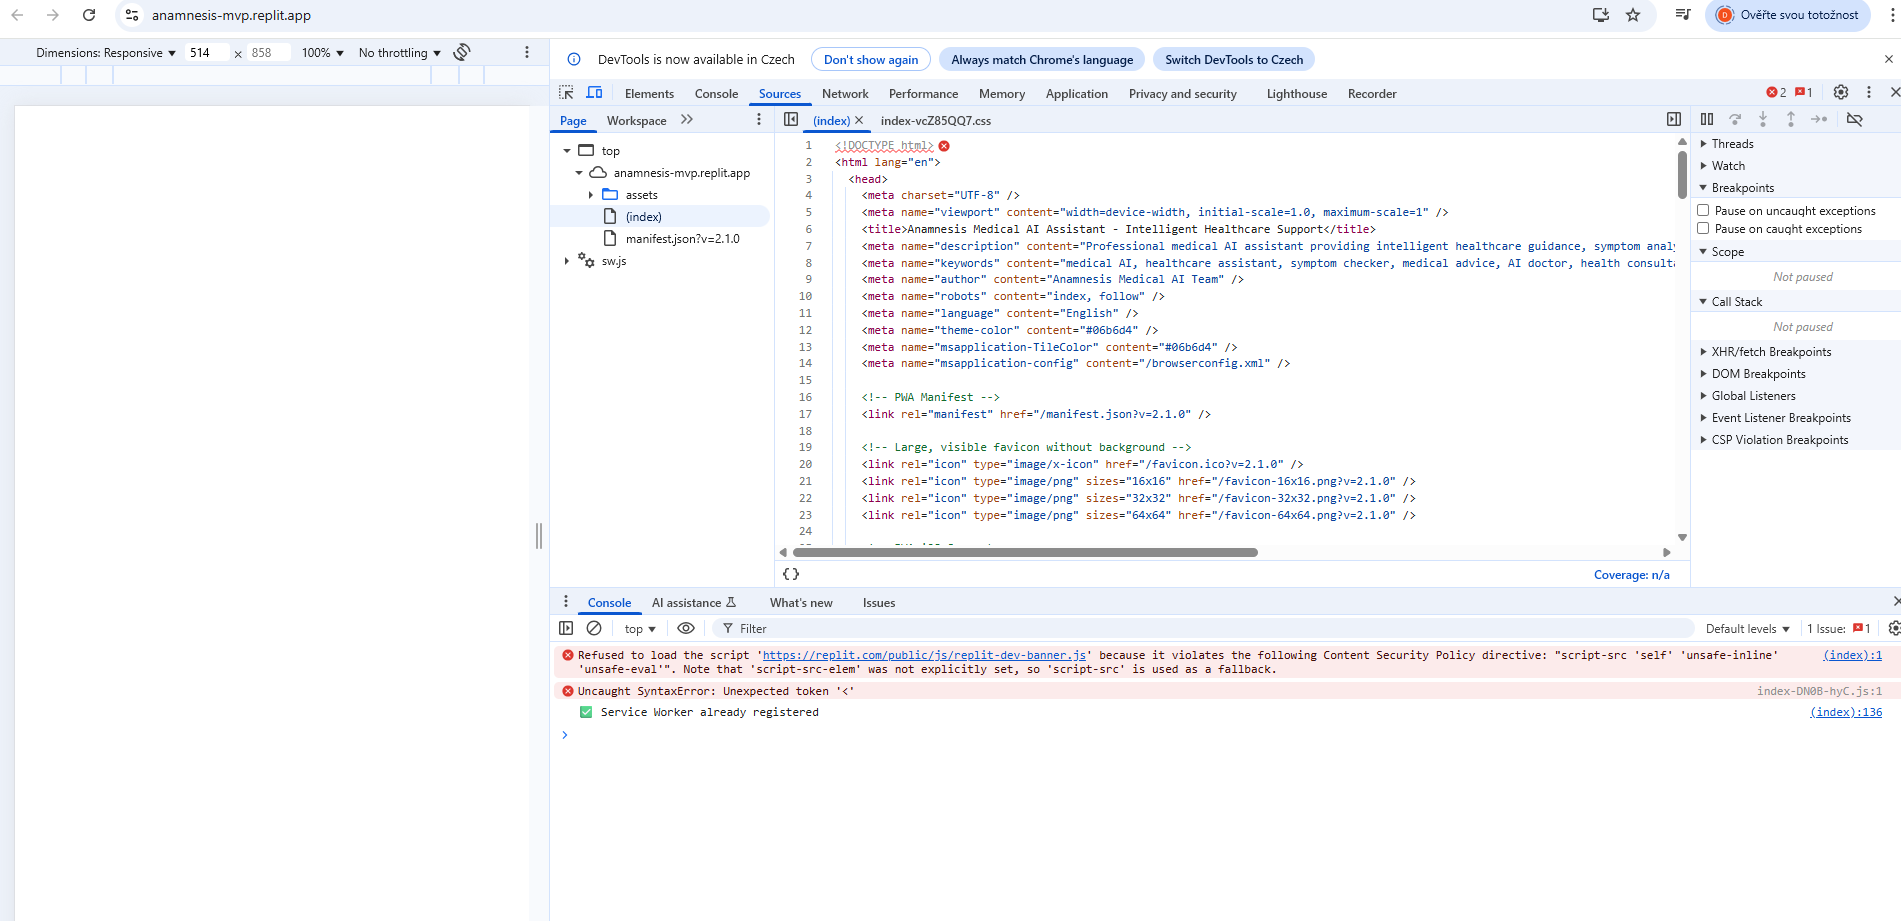 anamnesis-mvp.replit.app
Ověřte svou totožnost
Dimensions: Responsive 514 × 858 100% No throttling
DevTools is now available in Czech Don't show again Always match Chrome's language Switch DevTools to Czech
Elements Console Sources Network Performance Memory Application Privacy and security Lighthouse Recorder 2 1
Page Workspace
top
anamnesis-mvp.replit.app
assets
(index)
manifest.json?v=2.1.0
sw.js
(index) index-vcZ85QQ7.css
1 <!DOCTYPE html>
2 <html lang="en">
3 <head>
4 <meta charset="UTF-8" />
5 <meta name="viewport" content="width=device-width, initial-scale=1.0, maximum-scale=1" />
6 <title>Anamnesis Medical AI Assistant - Intelligent Healthcare Support</title>
7 <meta name="description" content="Professional medical AI assistant providing intelligent healthcare guidance, symptom analy
8 <meta name="keywords" content="medical AI, healthcare assistant, symptom checker, medical advice, AI doctor, health consulta
9 <meta name="author" content="Anamnesis Medical AI Team" />
10 <meta name="robots" content="index, follow" />
11 <meta name="language" content="English" />
12 <meta name="theme-color" content="#06b6d4" />
13 <meta name="msapplication-TileColor" content="#06b6d4" />
14 <meta name="msapplication-config" content="/browserconfig.xml" />
15
16 <!-- PWA Manifest -->
17 <link rel="manifest" href="/manifest.json?v=2.1.0" />
18
19 <!-- Large, visible favicon without background -->
20 <link rel="icon" type="image/x-icon" href="/favicon.ico?v=2.1.0" />
21 <link rel="icon" type="image/png" sizes="16x16" href="/favicon-16x16.png?v=2.1.0" />
22 <link rel="icon" type="image/png" sizes="32x32" href="/favicon-32x32.png?v=2.1.0" />
23 <link rel="icon" type="image/png" sizes="64x64" href="/favicon-64x64.png?v=2.1.0" />
24
{} Coverage: n/a
Threads
Watch
Breakpoints
Pause on uncaught exceptions
Pause on caught exceptions
Scope
Not paused
Call Stack
Not paused
XHR/fetch Breakpoints
DOM Breakpoints
Global Listeners
Event Listener Breakpoints
CSP Violation Breakpoints
Console AI assistance What's new Issues
top Filter Default levels 1 Issue: 1
Refused to load the script 'https://replit.com/public/js/replit-dev-banner.js' because it violates the following Content Security Policy directive: "script-src 'self' 'unsafe-inline' (index):1
'unsafe-eval'". Note that 'script-src-elem' was not explicitly set, so 'script-src' is used as a fallback.
Uncaught SyntaxError: Unexpected token '<' index-DN0B-hyC.js:1
Service Worker already registered (index):136